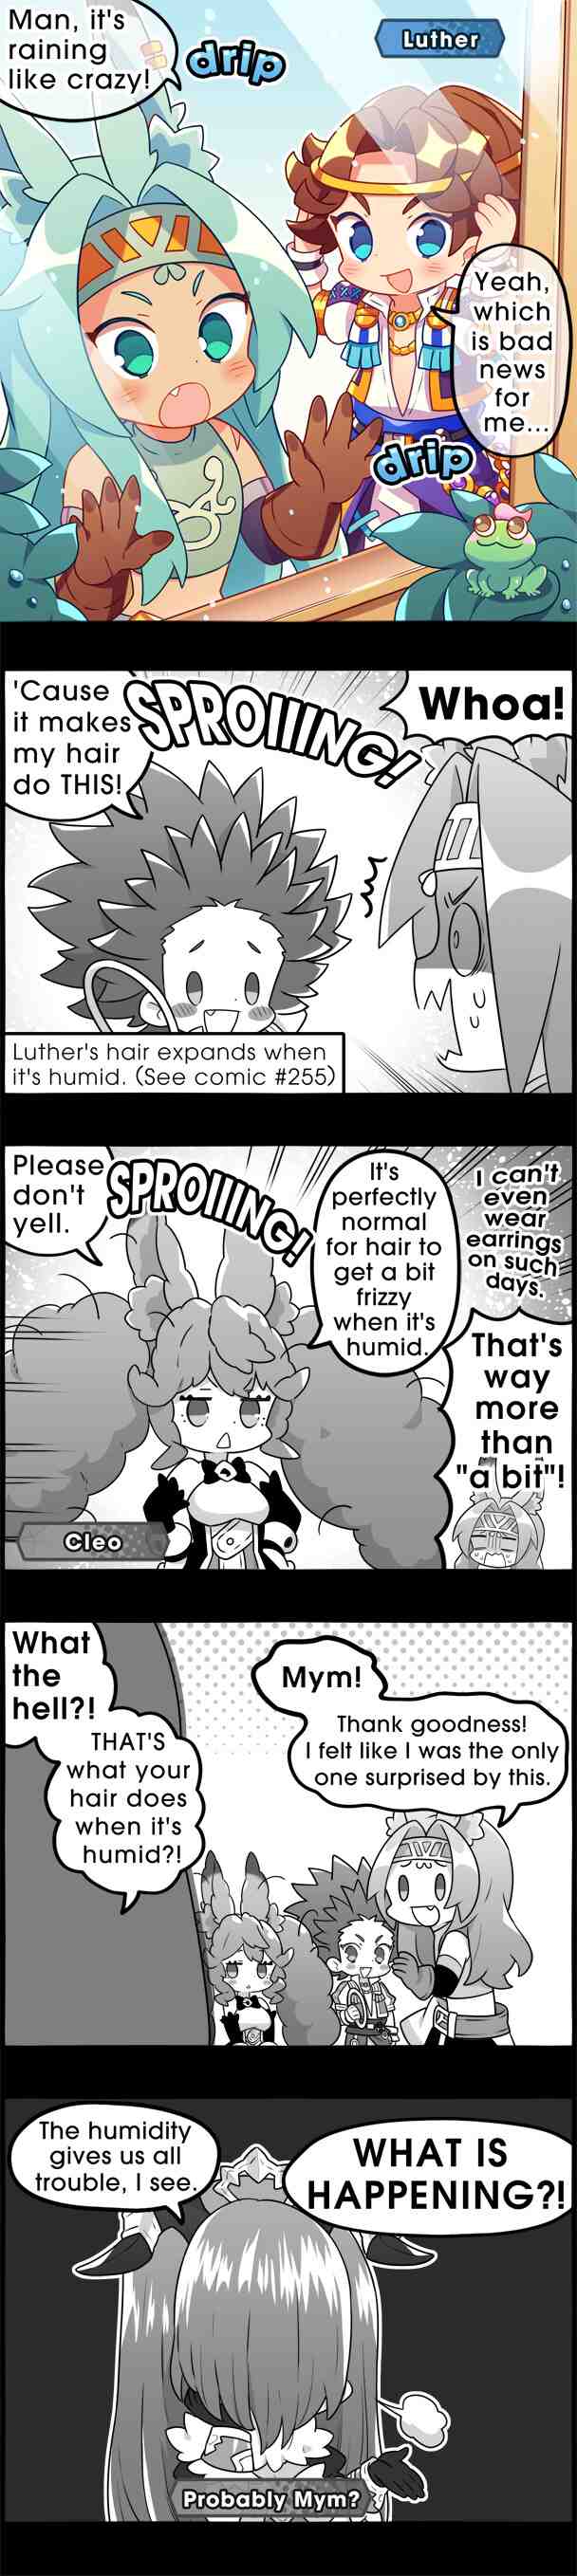 Man, it's
raining
like crazy!
drip
Luther
Yeah,
which
is bad
news
for
me...
drip
'Cause
it makes
my hair
do THIS!
SPROIIING!
Whoa!
Luther's hair expands when
it's humid. (See comic #255)
Please
don't
yell.
SPROIIING!
It's
perfectly
normal
for hair to
get a bit
frizzy
when it's
humid.
I can't
even
wear
earrings
on such
days.
That's
way
more
than
"a bit"!
Cleo
What
the
hell?!
THAT'S
what your
hair does
when it's
humid?!
Mym!
Thank goodness!
I felt like I was the only
one surprised by this.
The humidity
gives us all
trouble, I see.
WHAT IS
HAPPENING?!
Probably Mym?